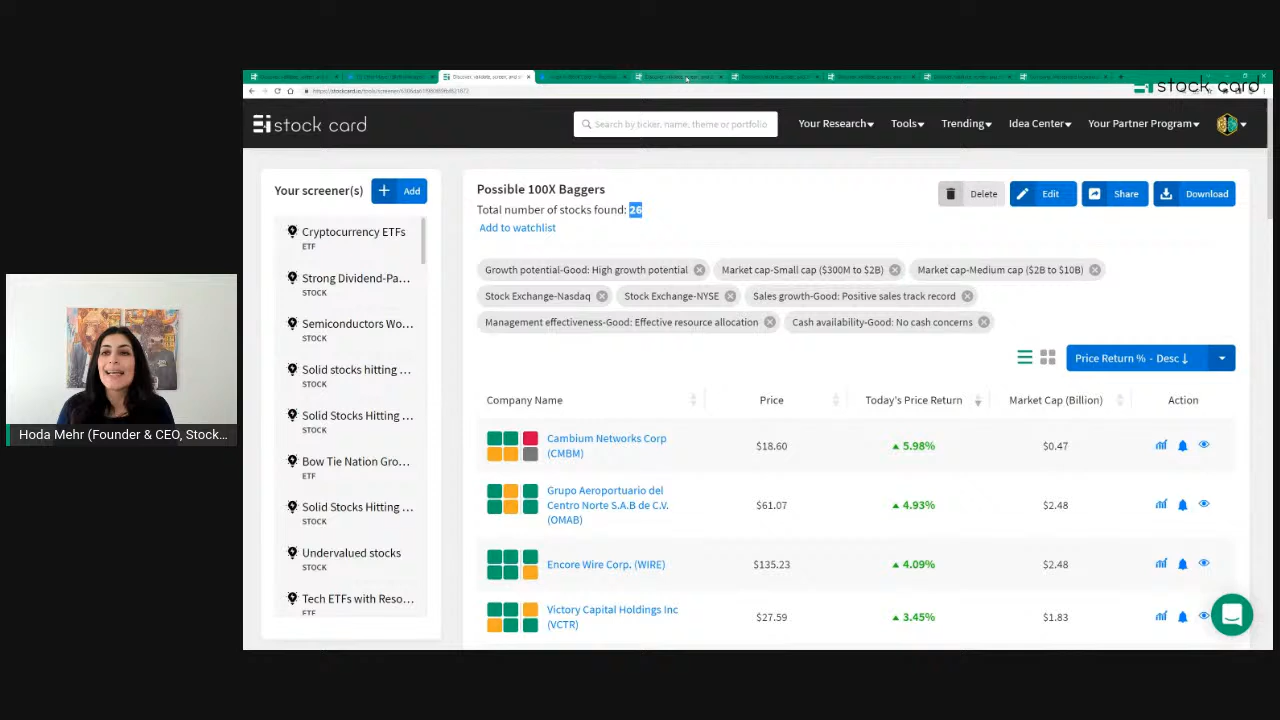 https://stockcard.io/tools/screener/
stock card
stock card
Search by ticker, name, theme or portfolio
Your Research
Tools
Trending
Idea Center
Your Partner Program
Your screener(s)
+ Add
Cryptocurrency ETFs
ETF
Strong Dividend-Pa...
STOCK
Semiconductors Wo...
STOCK
Solid stocks hitting ...
STOCK
Solid Stocks Hitting ...
STOCK
Bow Tie Nation Gro...
ETF
Solid Stocks Hitting ...
STOCK
Undervalued stocks
STOCK
Tech ETFs with Reso...
ETF
Possible 100X Baggers
Total number of stocks found: 26
Add to watchlist
Delete
Edit
Share
Download
Growth potential-Good: High growth potential
Market cap-Small cap ($300M to $2B)
Market cap-Medium cap ($2B to $10B)
Stock Exchange-Nasdaq
Stock Exchange-NYSE
Sales growth-Good: Positive sales track record
Management effectiveness-Good: Effective resource allocation
Cash availability-Good: No cash concerns
Price Return % - Desc ↓
Company Name
Price
Today's Price Return
Market Cap (Billion)
Action
Cambium Networks Corp
(CMBM)
$18.60
5.98%
$0.47
Grupo Aeroportuario del
Centro Norte S.A.B de C.V.
(OMAB)
$61.07
4.93%
$2.48
Encore Wire Corp. (WIRE)
$135.23
4.09%
$2.48
Victory Capital Holdings Inc
(VCTR)
$27.59
3.45%
$1.83
Hoda Mehr (Founder & CEO, Stock...